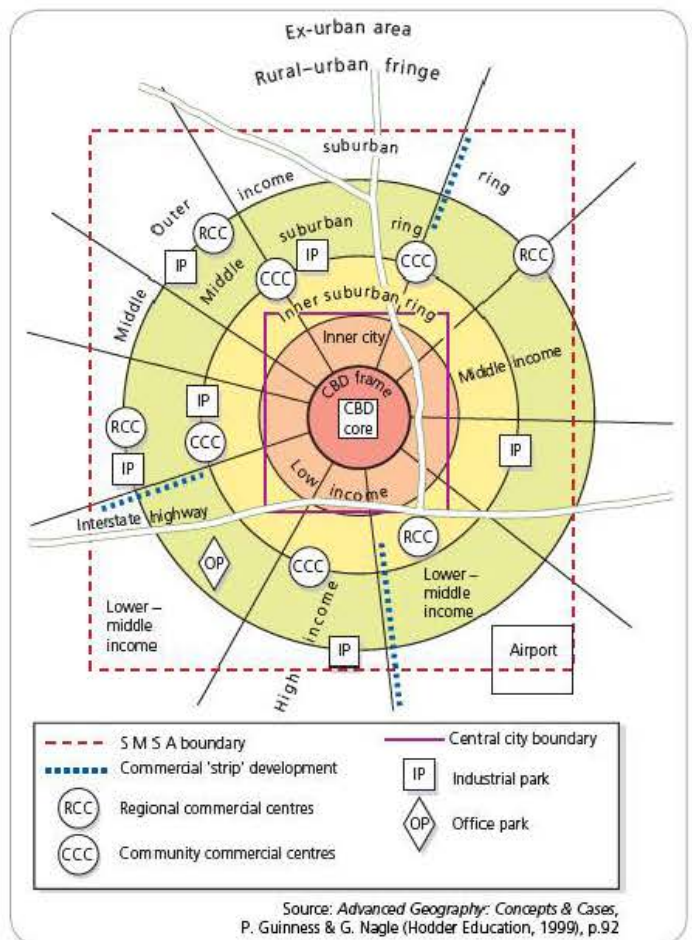 Ex-urban area
Rural–urban fringe
suburban
Outer
income
ring
RCC
suburban
ring
IP
Middle
IP
CCC
CCC
RCC
Middle
Inner suburban ring
Inner city
CBD frame
Middle income
CBD
core
IP
RCC
CCC
IP
IP
Low income
Interstate highway
RCC
OP
CCC
Lower –
middle
income
Lower –
middle
income
income
High
IP
Airport
S M S A boundary
Central city boundary
Commercial 'strip' development
IP
Industrial park
RCC
Regional commercial centres
OP
Office park
CCC
Community commercial centres
Source: Advanced Geography: Concepts & Cases,
P. Guinness & G. Nagle (Hodder Education, 1999), p.92